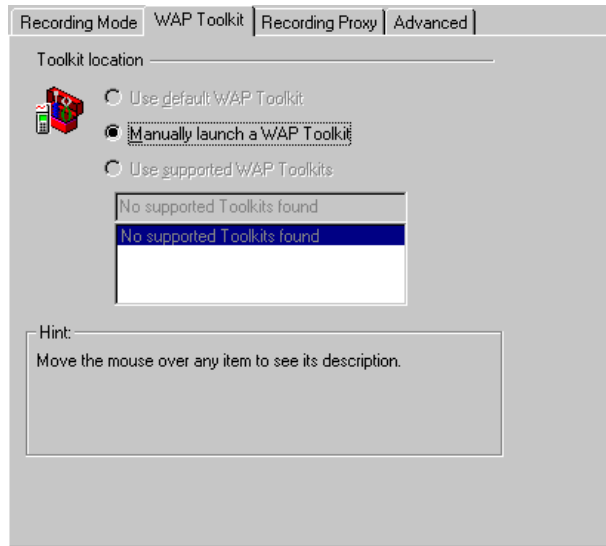 Recording Mode WAP Toolkit Recording Proxy Advanced
Toolkit location
Use default WAP Toolkit
Manually launch a WAP Toolkit
Use supported WAP Toolkits
No supported Toolkits found
No supported Toolkits found
Hint:
Move the mouse over any item to see its description.